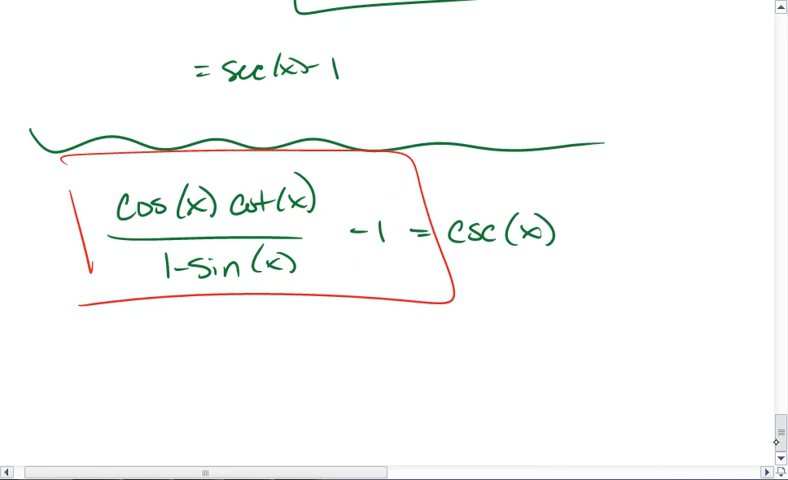 = sec(x) - 1
cos(x) cot(x)
1-sin(x)
-1 = csc(x)